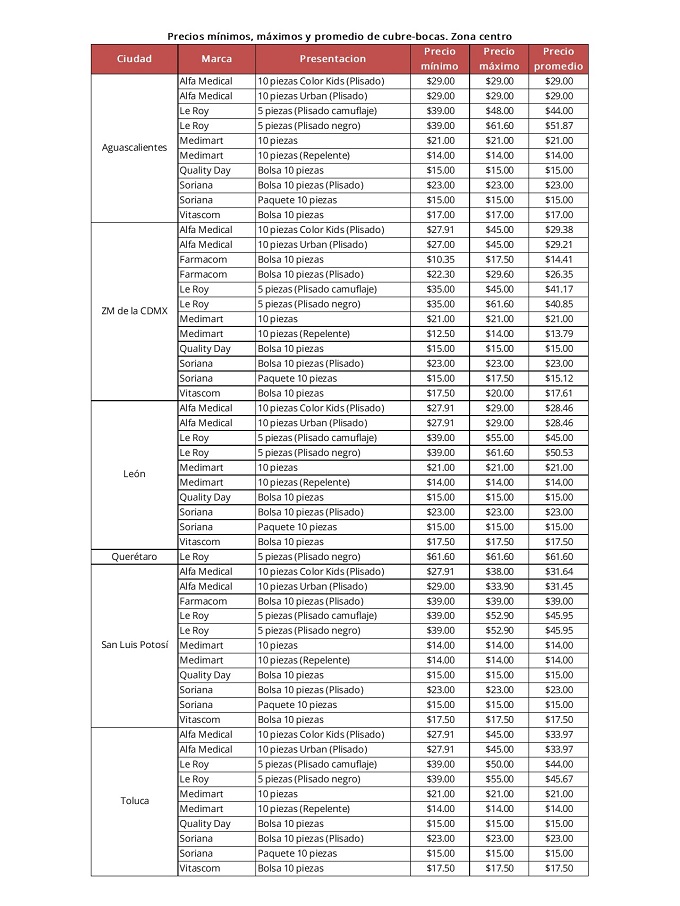 Precios mínimos, máximos y promedio de cubre-bocas. Zona centro
Ciudad Marca Presentacion Precio mínimo Precio máximo Precio promedio
Aguascalientes
Alfa Medical 10 piezas Color Kids (Plisado) $29.00 $29.00 $29.00
Alfa Medical 10 piezas Urban (Plisado) $29.00 $29.00 $29.00
Le Roy 5 piezas (Plisado camuflaje) $39.00 $48.00 $44.00
Le Roy 5 piezas (Plisado negro) $39.00 $61.60 $51.87
Medimart 10 piezas $21.00 $21.00 $21.00
Medimart 10 piezas (Repelente) $14.00 $14.00 $14.00
Quality Day Bolsa 10 piezas $15.00 $15.00 $15.00
Soriana Bolsa 10 piezas (Plisado) $23.00 $23.00 $23.00
Soriana Paquete 10 piezas $15.00 $15.00 $15.00
Vitascom Bolsa 10 piezas $17.00 $17.00 $17.00
ZM de la CDMX
Alfa Medical 10 piezas Color Kids (Plisado) $27.91 $45.00 $29.38
Alfa Medical 10 piezas Urban (Plisado) $27.00 $45.00 $29.21
Farmacom Bolsa 10 piezas $10.35 $17.50 $14.41
Farmacom Bolsa 10 piezas (Plisado) $22.30 $29.60 $26.35
Le Roy 5 piezas (Plisado camuflaje) $35.00 $45.00 $41.17
Le Roy 5 piezas (Plisado negro) $35.00 $61.60 $40.85
Medimart 10 piezas $21.00 $21.00 $21.00
Medimart 10 piezas (Repelente) $12.50 $14.00 $13.79
Quality Day Bolsa 10 piezas $15.00 $15.00 $15.00
Soriana Bolsa 10 piezas (Plisado) $23.00 $23.00 $23.00
Soriana Paquete 10 piezas $15.00 $17.50 $15.12
Vitascom Bolsa 10 piezas $17.50 $20.00 $17.61
León
Alfa Medical 10 piezas Color Kids (Plisado) $27.91 $29.00 $28.46
Alfa Medical 10 piezas Urban (Plisado) $27.91 $29.00 $28.46
Le Roy 5 piezas (Plisado camuflaje) $39.00 $55.00 $45.00
Le Roy 5 piezas (Plisado negro) $39.00 $61.60 $50.53
Medimart 10 piezas $21.00 $21.00 $21.00
Medimart 10 piezas (Repelente) $14.00 $14.00 $14.00
Quality Day Bolsa 10 piezas $15.00 $15.00 $15.00
Soriana Bolsa 10 piezas (Plisado) $23.00 $23.00 $23.00
Soriana Paquete 10 piezas $15.00 $15.00 $15.00
Vitascom Bolsa 10 piezas $17.50 $17.50 $17.50
Querétaro Le Roy 5 piezas (Plisado negro) $61.60 $61.60 $61.60
San Luis Potosí
Alfa Medical 10 piezas Color Kids (Plisado) $27.91 $38.00 $31.64
Alfa Medical 10 piezas Urban (Plisado) $29.00 $33.90 $31.45
Farmacom Bolsa 10 piezas (Plisado) $39.00 $39.00 $39.00
Le Roy 5 piezas (Plisado camuflaje) $39.00 $52.90 $45.95
Le Roy 5 piezas (Plisado negro) $39.00 $52.90 $45.95
Medimart 10 piezas $14.00 $14.00 $14.00
Medimart 10 piezas (Repelente) $14.00 $14.00 $14.00
Quality Day Bolsa 10 piezas $15.00 $15.00 $15.00
Soriana Bolsa 10 piezas (Plisado) $23.00 $23.00 $23.00
Soriana Paquete 10 piezas $15.00 $15.00 $15.00
Vitascom Bolsa 10 piezas $17.50 $17.50 $17.50
Toluca
Alfa Medical 10 piezas Color Kids (Plisado) $27.91 $45.00 $33.97
Alfa Medical 10 piezas Urban (Plisado) $27.91 $45.00 $33.97
Le Roy 5 piezas (Plisado camuflaje) $39.00 $50.00 $44.00
Le Roy 5 piezas (Plisado negro) $39.00 $55.00 $45.67
Medimart 10 piezas $21.00 $21.00 $21.00
Medimart 10 piezas (Repelente) $14.00 $14.00 $14.00
Quality Day Bolsa 10 piezas $15.00 $15.00 $15.00
Soriana Bolsa 10 piezas (Plisado) $23.00 $23.00 $23.00
Soriana Paquete 10 piezas $15.00 $15.00 $15.00
Vitascom Bolsa 10 piezas $17.50 $17.50 $17.50